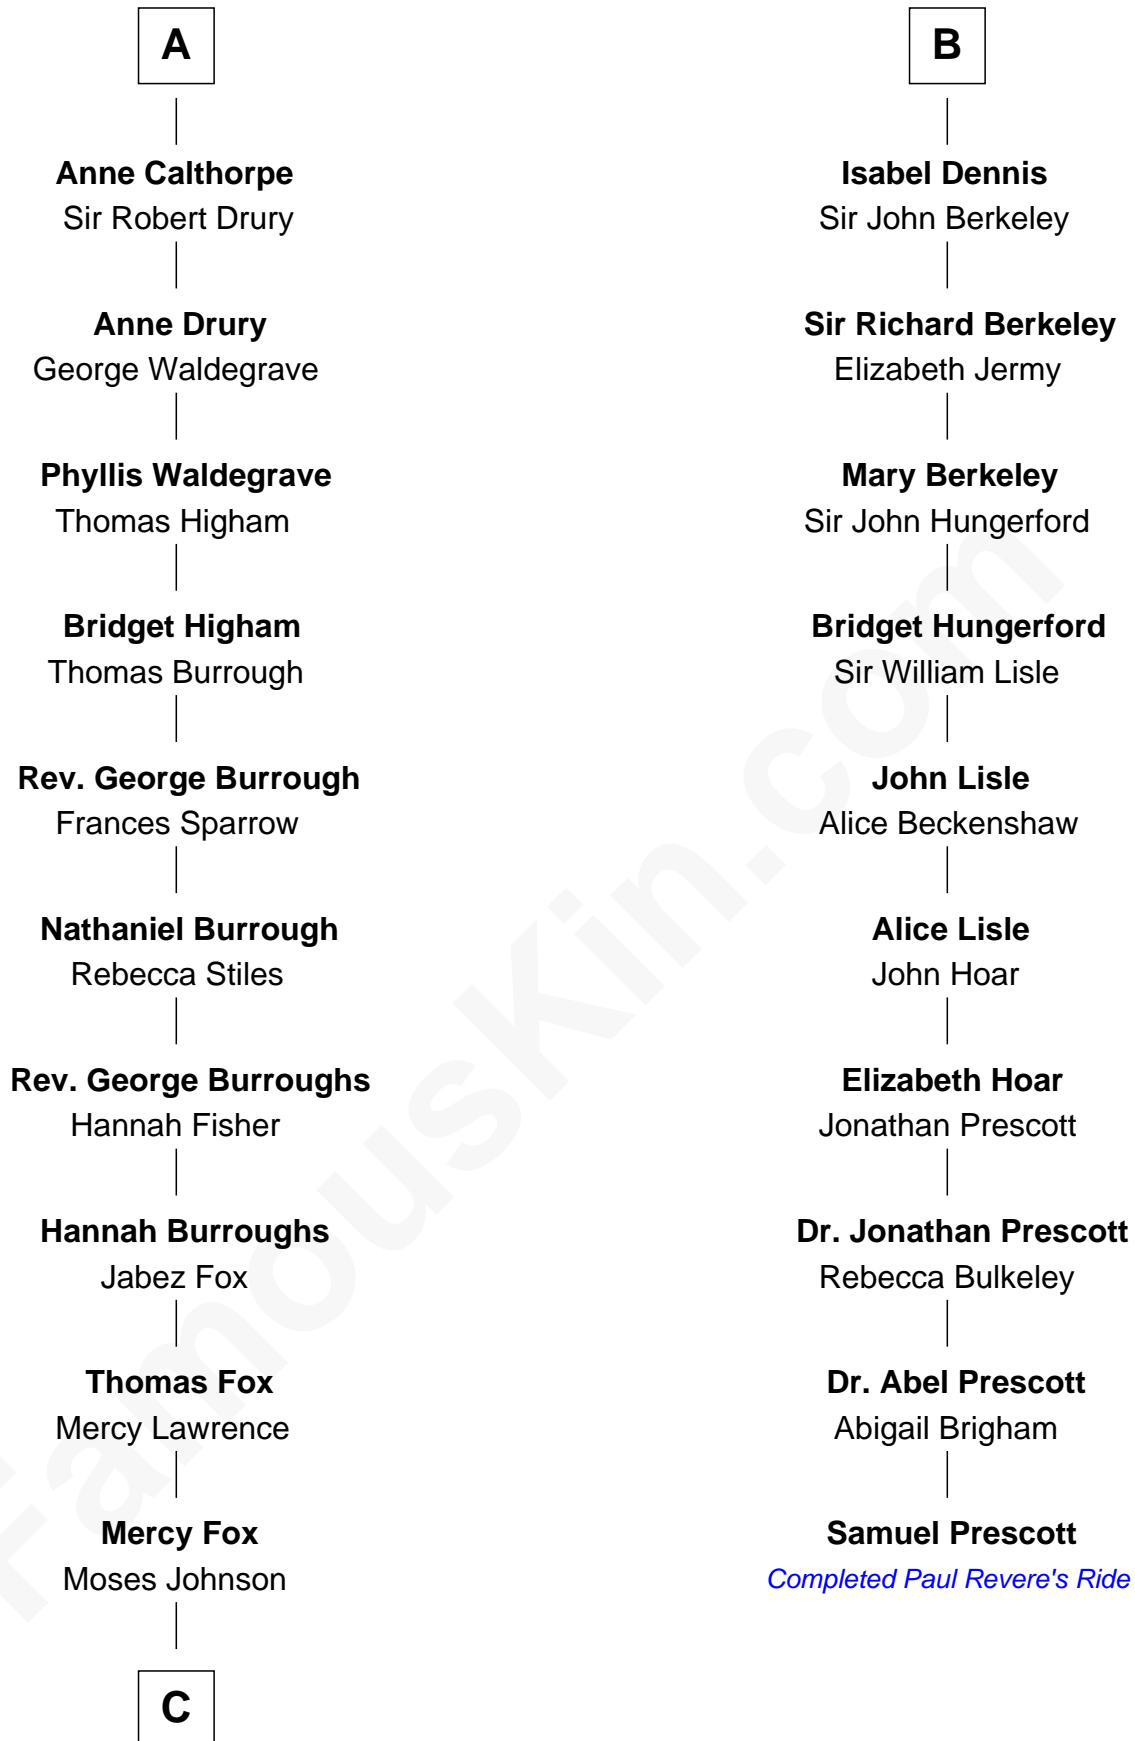 A
Anne Calthorpe
Sir Robert Drury
Anne Drury
George Waldegrave
Phyllis Waldegrave
Thomas Higham
Bridget Higham
Thomas Burrough
Rev. George Burrough
Frances Sparrow
Nathaniel Burrough
Rebecca Stiles
Rev. George Burroughs
Hannah Fisher
Hannah Burroughs
Jabez Fox
Thomas Fox
Mercy Lawrence
Mercy Fox
Moses Johnson
C
B
Isabel Dennis
Sir John Berkeley
Sir Richard Berkeley
Elizabeth Jermy
Mary Berkeley
Sir John Hungerford
Bridget Hungerford
Sir William Lisle
John Lisle
Alice Beckenshaw
Alice Lisle
John Hoar
Elizabeth Hoar
Jonathan Prescott
Dr. Jonathan Prescott
Rebecca Bulkeley
Dr. Abel Prescott
Abigail Brigham
Samuel Prescott
Completed Paul Revere's Ride
FamousKin.com